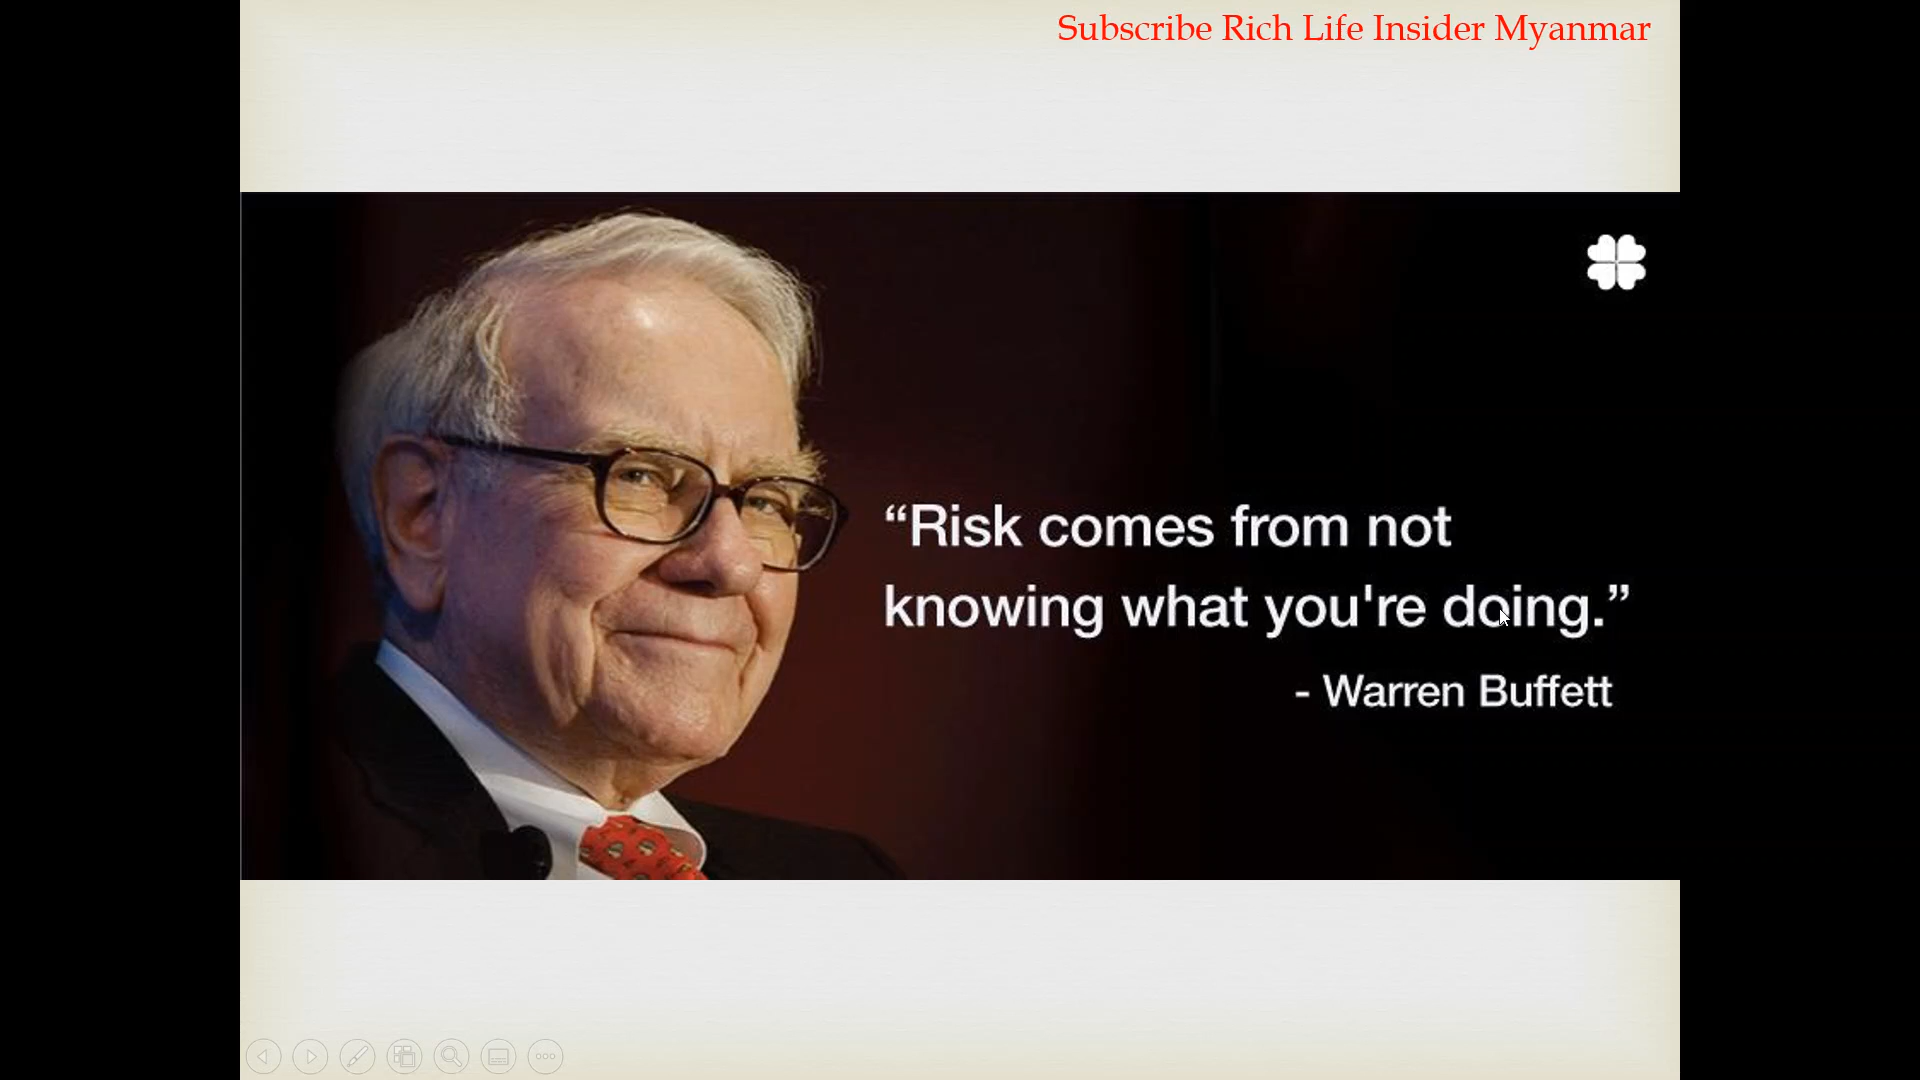 Subscribe Rich Life Insider Myanmar
“Risk comes from not
knowing what you're doing.”
- Warren Buffett